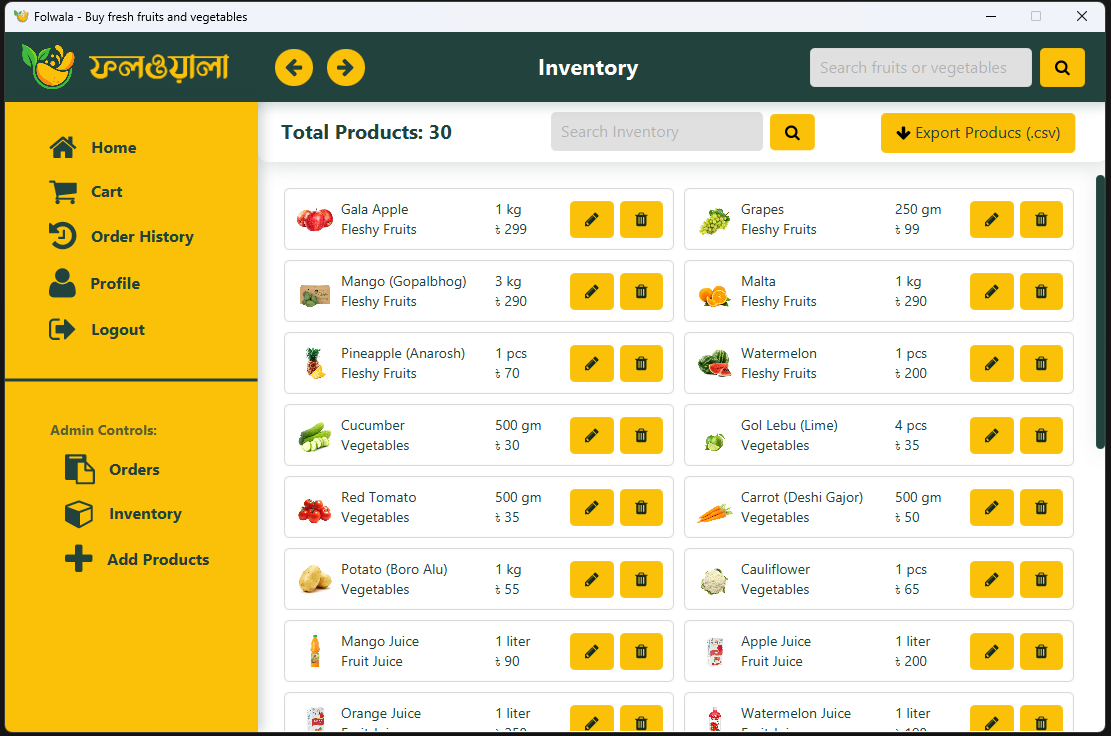 Folwala - Buy fresh fruits and vegetables
ফলওয়ালা
Inventory
Search fruits or vegetables
Home
Cart
Order History
Profile
Logout
Admin Controls:
Orders
Inventory
Add Products
Total Products: 30
Search Inventory
Export Producs (.csv)
Gala Apple 1 kg
Fleshy Fruits ৳ 299
Grapes 250 gm
Fleshy Fruits ৳ 99
Mango (Gopalbhog) 3 kg
Fleshy Fruits ৳ 290
Malta 1 kg
Fleshy Fruits ৳ 290
Pineapple (Anarosh) 1 pcs
Fleshy Fruits ৳ 70
Watermelon 1 pcs
Fleshy Fruits ৳ 200
Cucumber 500 gm
Vegetables ৳ 30
Gol Lebu (Lime) 4 pcs
Vegetables ৳ 35
Red Tomato 500 gm
Vegetables ৳ 35
Carrot (Deshi Gajor) 500 gm
Vegetables ৳ 50
Potato (Boro Alu) 1 kg
Vegetables ৳ 55
Cauliflower 1 pcs
Vegetables ৳ 65
Mango Juice 1 liter
Fruit Juice ৳ 90
Apple Juice 1 liter
Fruit Juice ৳ 200
Orange Juice 1 liter
Watermelon Juice 1 liter